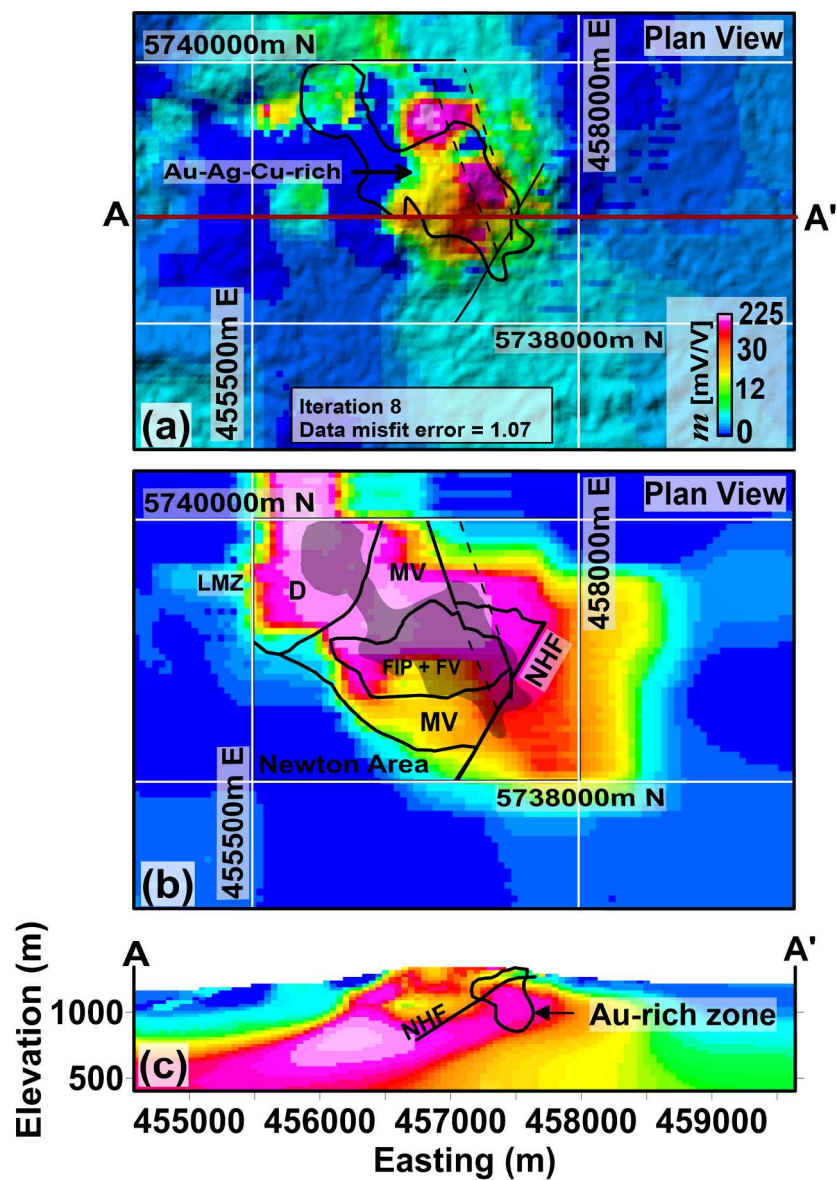 5740000m N
Plan View
458000m E
Au-Ag-Cu-rich
A
A'
455500m E
5738000m N
m [mV/V]
225
30
12
0
Iteration 8
Data misfit error = 1.07
(a)
5740000m N
Plan View
458000m E
LMZ
D
MV
FIP + FV
NHF
MV
Newton Area
455500m E
5738000m N
(b)
A
A'
Elevation (m)
1000
500
NHF
Au-rich zone
(c)
455000 456000 457000 458000 459000
Easting (m)